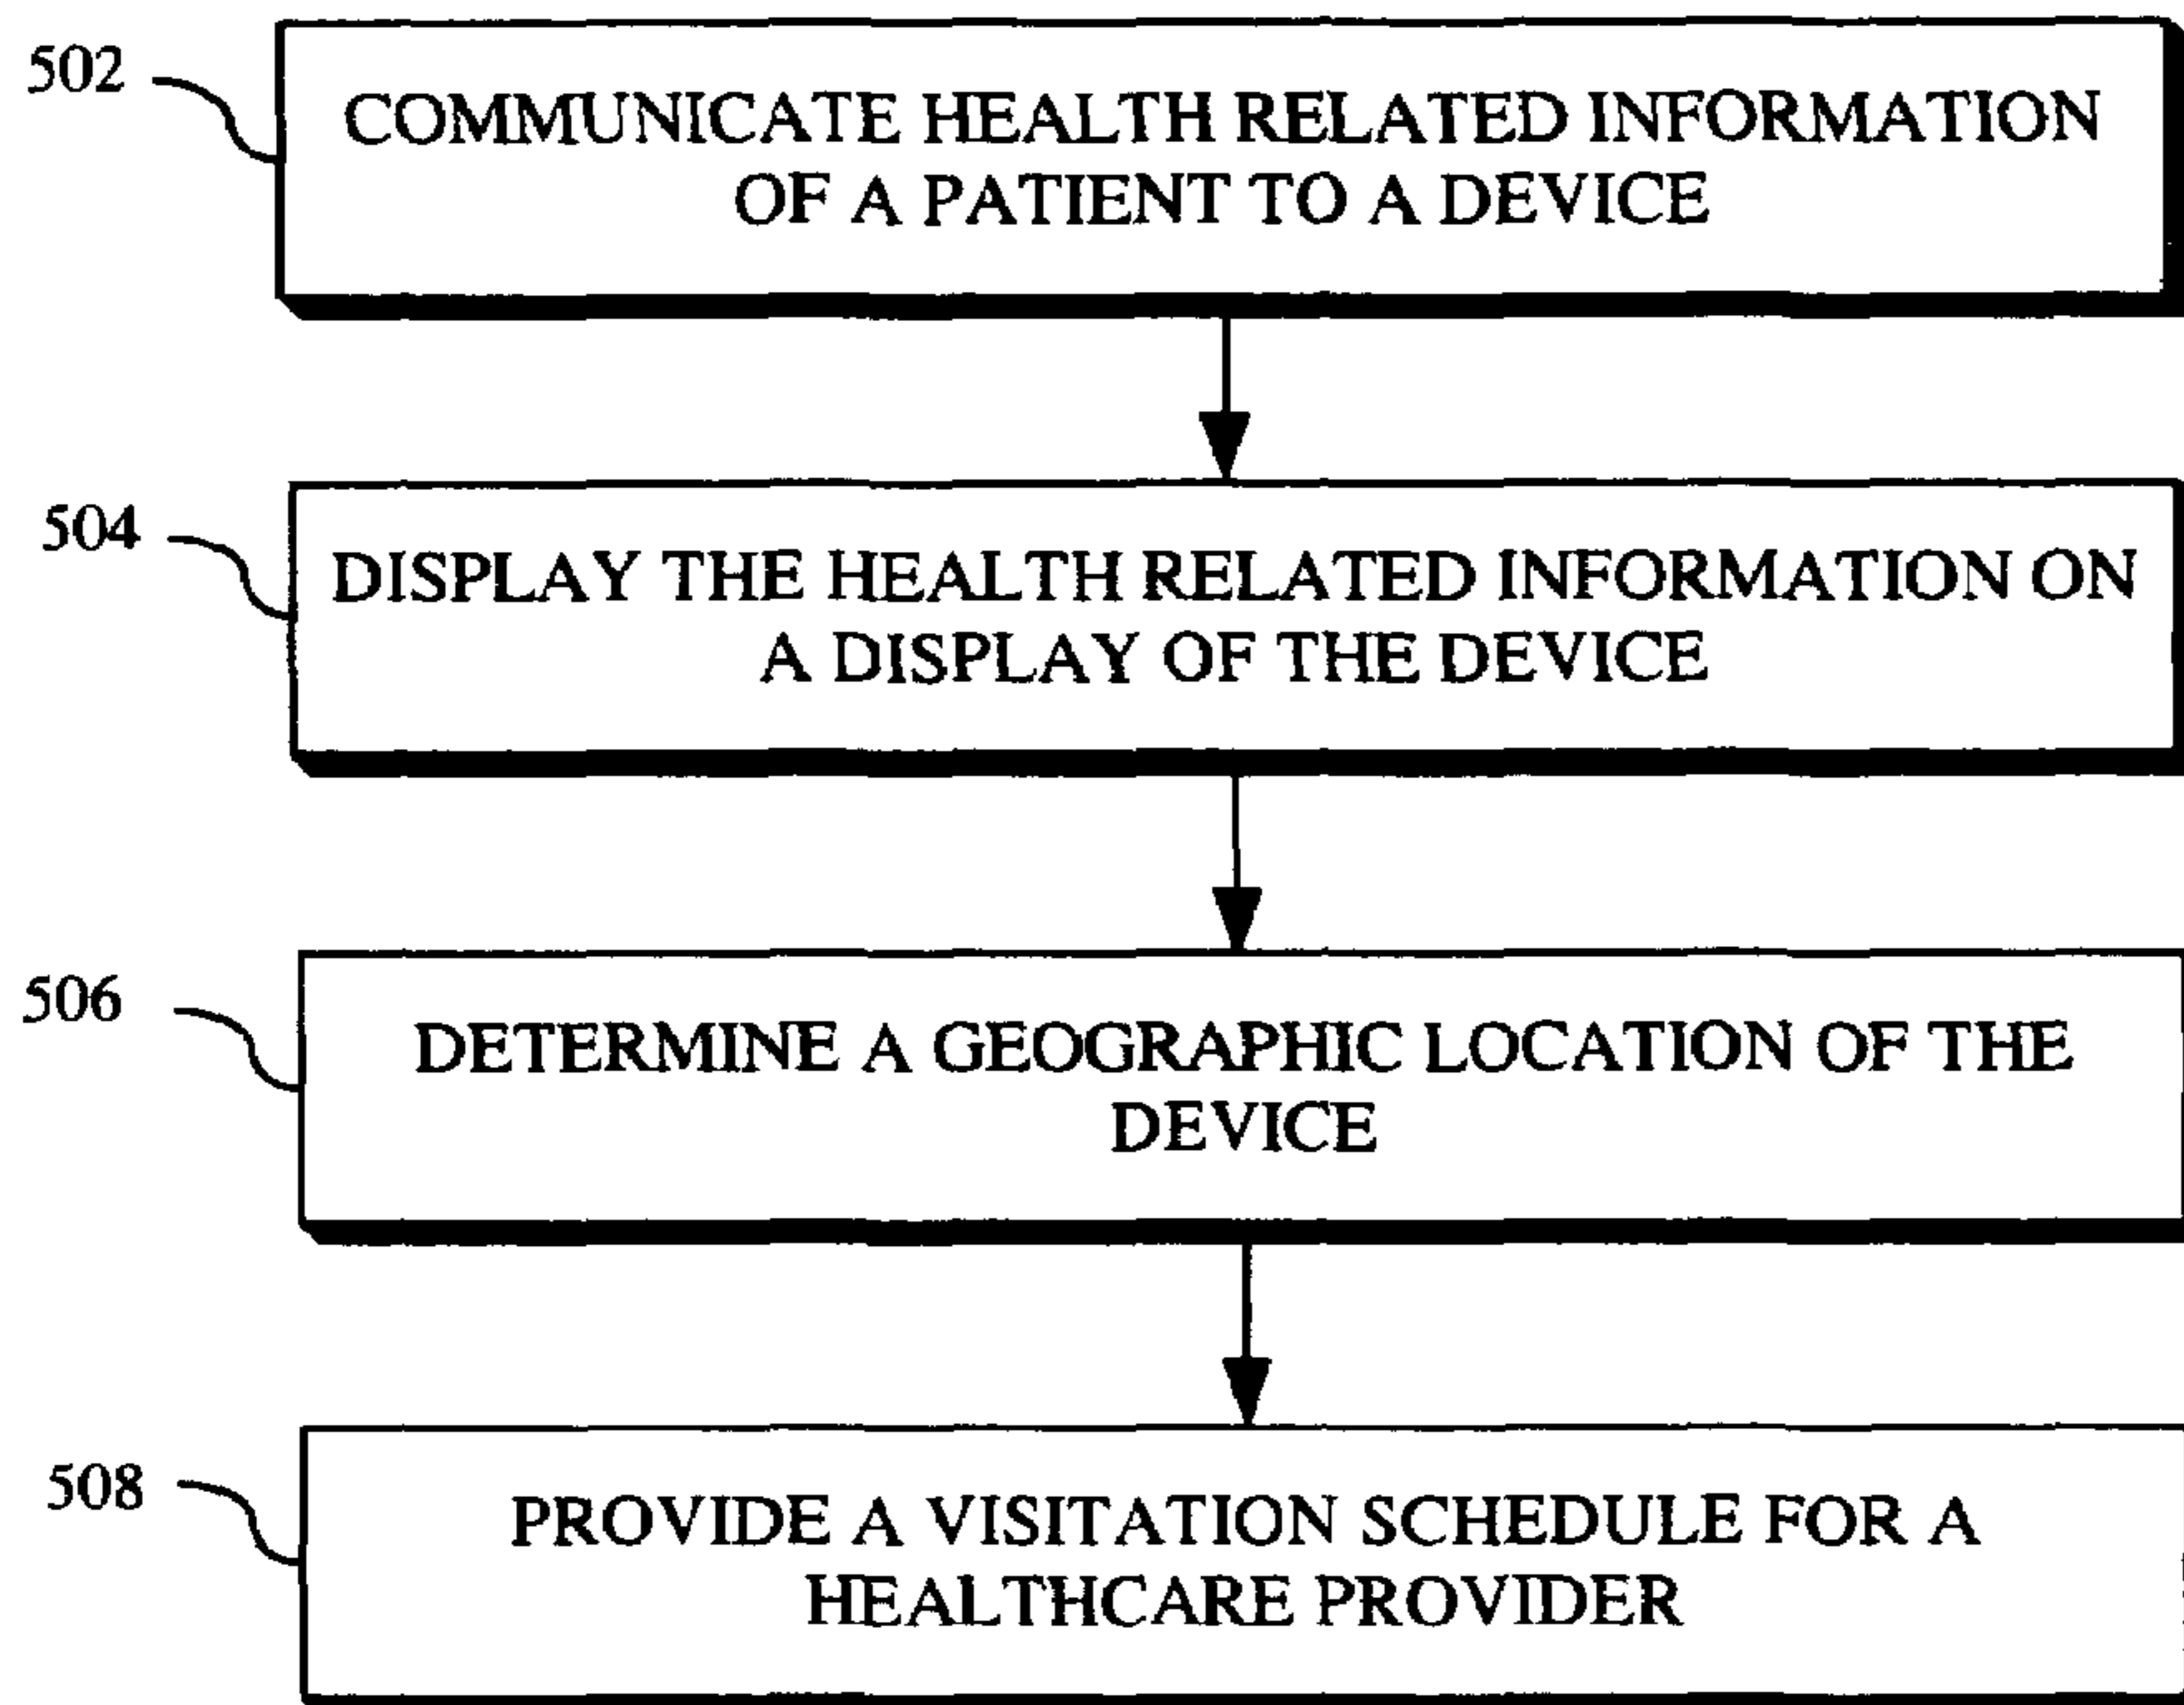 502
COMMUNICATE HEALTH RELATED INFORMATION
OF A PATIENT TO A DEVICE
504
DISPLAY THE HEALTH RELATED INFORMATION ON
A DISPLAY OF THE DEVICE
506
DETERMINE A GEOGRAPHIC LOCATION OF THE
DEVICE
508
PROVIDE A VISITATION SCHEDULE FOR A
HEALTHCARE PROVIDER